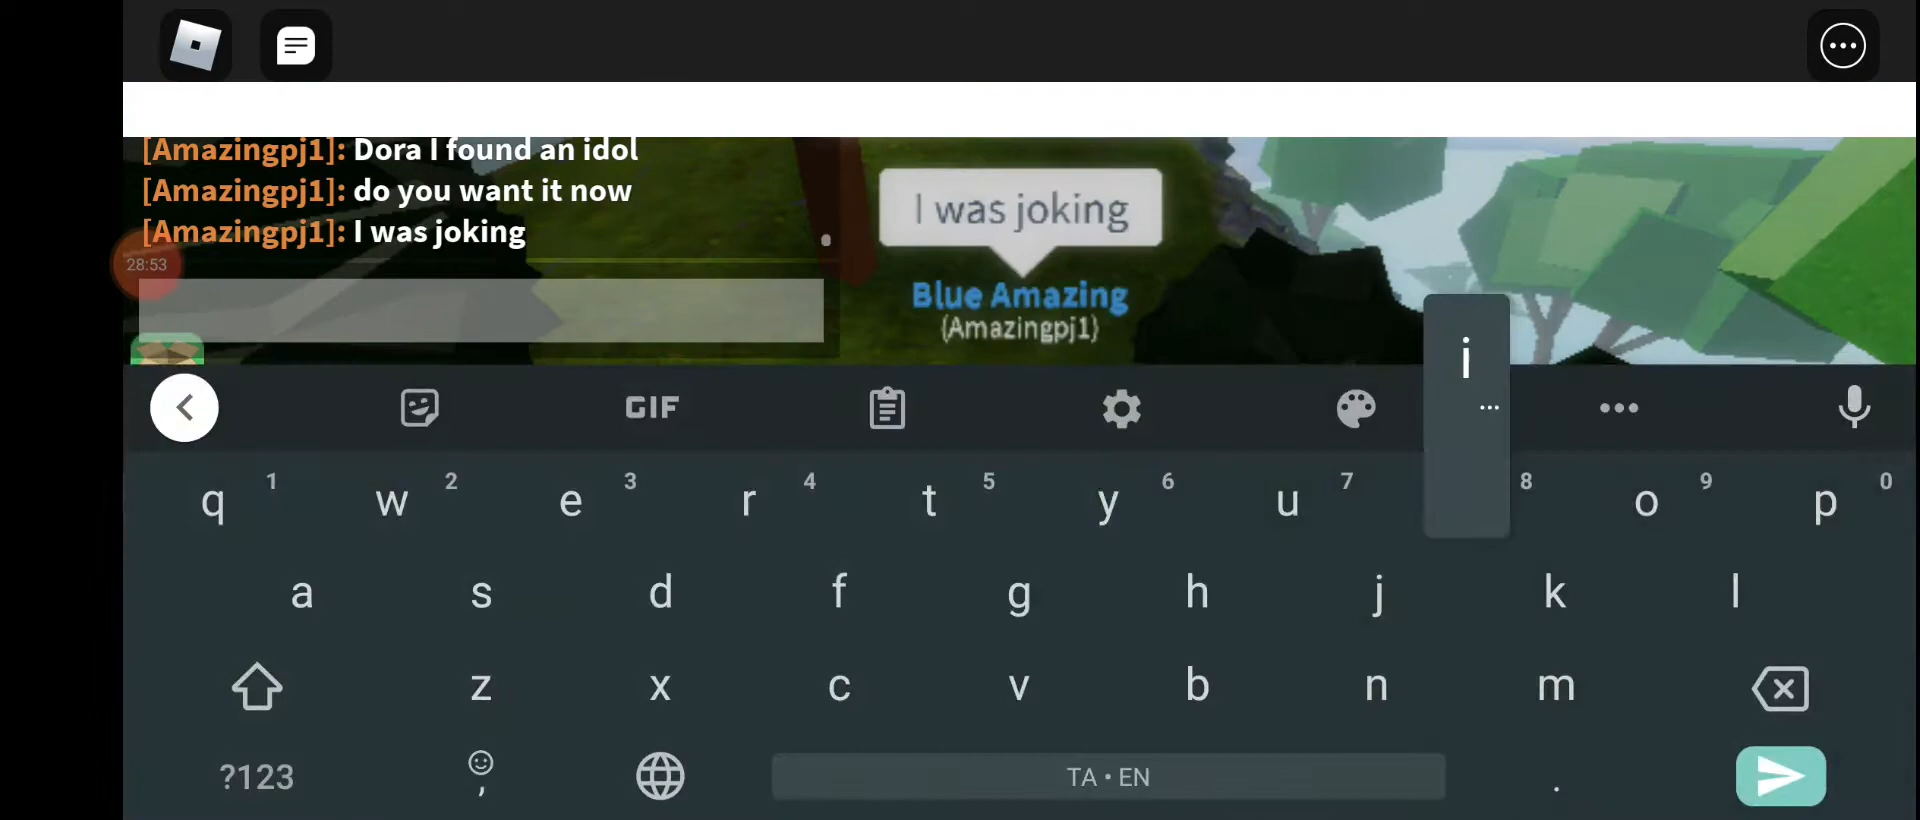 [Amazingpj1]: Dora I found an idol
[Amazingpj1]: do you want it now
[Amazingpj1]: I was joking
28:53
I was joking
Blue Amazing
(Amazingpj1)
i
...
GIF
q 1 w 2 e 3 r 4 t 5 y 6 u 7 8 o 9 p 0
a s d f g h j k l
z x c v b n m
?123 , TA • EN .